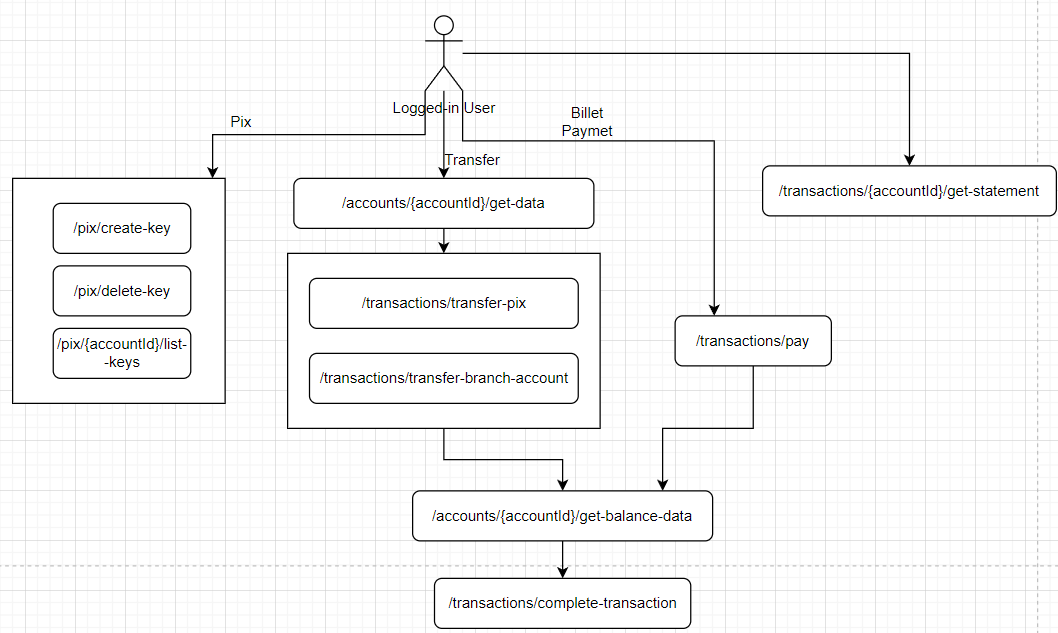 Logged-in User
Pix
Billet
Paymet
Transfer
/accounts/{accountId}/get-data
/transactions/{accountId}/get-statement
/pix/create-key
/pix/delete-key
/pix/{accountId}/list-
-keys
/transactions/transfer-pix
/transactions/transfer-branch-account
/transactions/pay
/accounts/{accountId}/get-balance-data
/transactions/complete-transaction